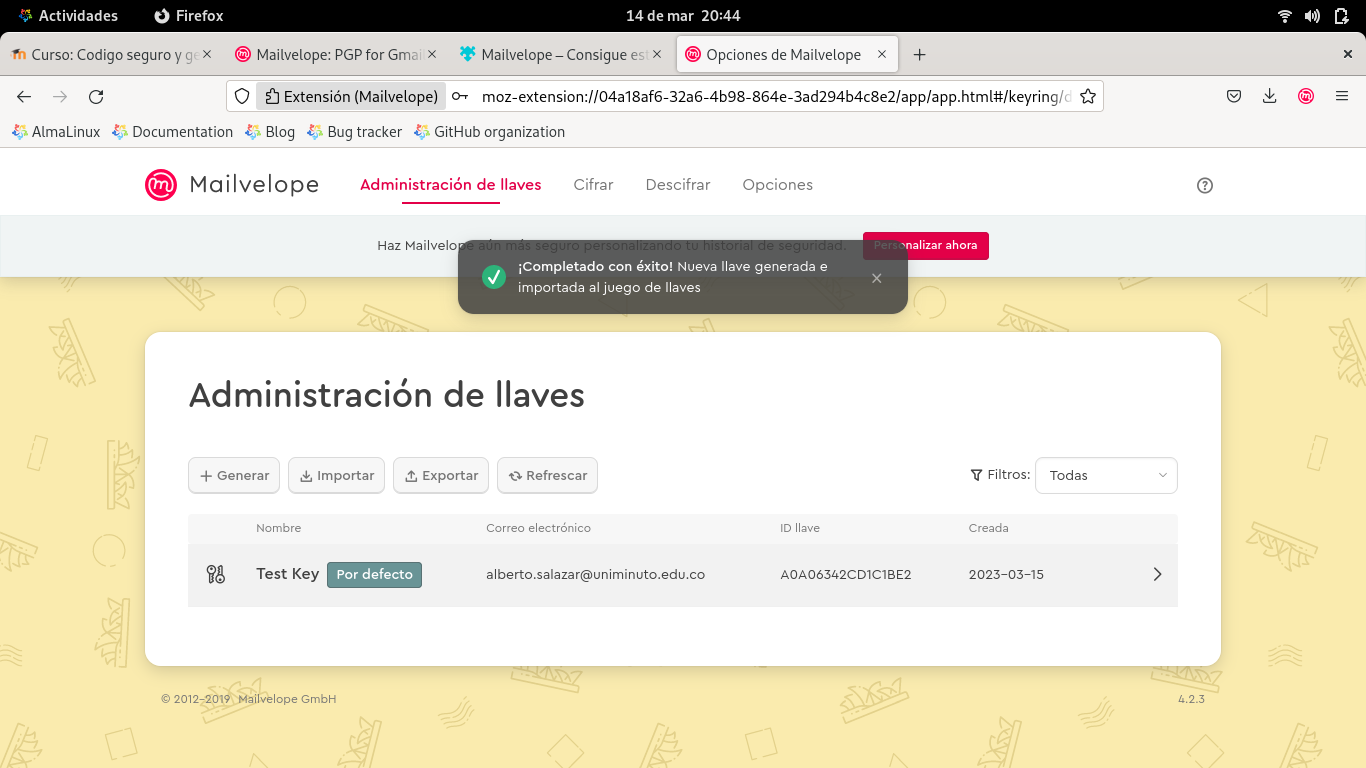 Actividades Firefox 14 de mar 20:44
Curso: Codigo seguro y ge Mailvelope: PGP for Gmail Mailvelope – Consigue est Opciones de Mailvelope
Extensión (Mailvelope) moz-extension://04a18af6-32a6-4b98-864e-3ad294b4c8e2/app/app.html#/keyring/d
AlmaLinux Documentation Blog Bug tracker GitHub organization
Mailvelope Administración de llaves Cifrar Descifrar Opciones
Haz Mailvelope aún más seguro personalizando tu historial de seguridad. Personalizar ahora
¡Completado con éxito! Nueva llave generada e
importada al juego de llaves
Administración de llaves
Generar Importar Exportar Refrescar Filtros: Todas
Nombre Correo electrónico ID llave Creada
Test Key Por defecto alberto.salazar@uniminuto.edu.co A0A06342CD1C1BE2 2023-03-15
© 2012-2019 Mailvelope GmbH 4.2.3